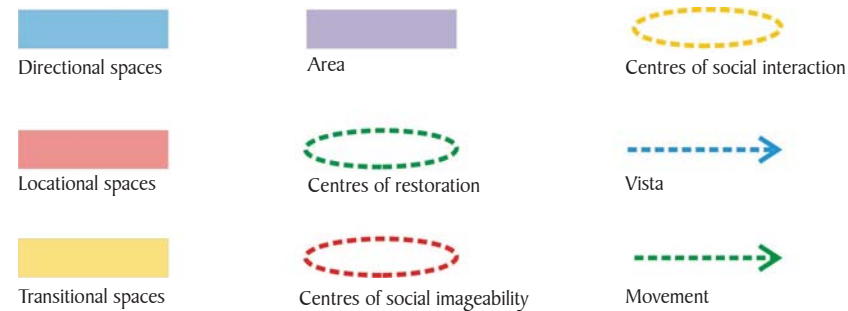 Directional spaces
Area
Centres of social interaction
Locational spaces
Centres of restoration
Vista
Transitional spaces
Centres of social imageability
Movement